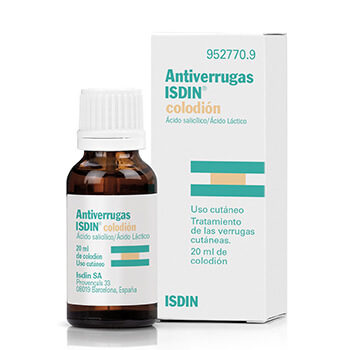 952770.9
Antiverrugas
ISDIN®
colodión
Ácido salicílico/Ácido Láctico
Uso cutáneo
Tratamiento
de las verrugas
cutáneas.
20 ml de
colodión
ISDIN
Antiverrugas
ISDIN® colodión
Ácido salicílico/Ácido Láctico
20 ml
de colodión
Uso cutáneo
Isdin SA
Provençals 33
08019 Barcelona, España